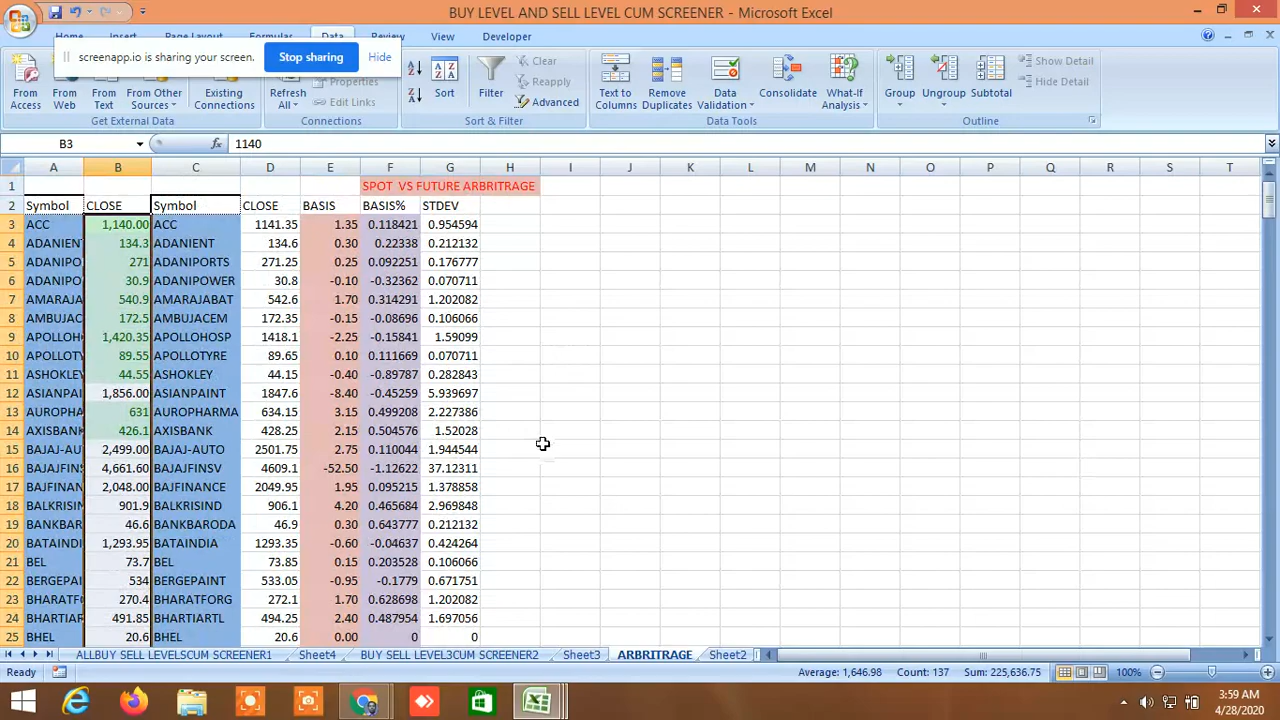 BUY LEVEL AND SELL LEVEL CUM SCREENER - Microsoft Excel
Home Insert Page Layout Formulas Data Review View Developer
screenapp.io is sharing your screen. Stop sharing Hide
From Access
From Web
From Text
From Other Sources
Existing Connections
Get External Data
Refresh All
Properties
Edit Links
Connections
Sort
Filter
Clear
Reapply
Advanced
Sort & Filter
Text to Columns
Remove Duplicates
Data Validation
Consolidate
What-If Analysis
Data Tools
Group
Ungroup
Subtotal
Show Detail
Hide Detail
Outline
B3 fx 1140
A B C D E F G H I J K L M N O P Q R S T
1 SPOT VS FUTURE ARBRITRAGE
2 Symbol CLOSE Symbol CLOSE BASIS BASIS% STDEV
3 ACC 1,140.00 ACC 1141.35 1.35 0.118421 0.954594
4 ADANIENT 134.3 ADANIENT 134.6 0.30 0.22338 0.212132
5 ADANIPO 271 ADANIPORTS 271.25 0.25 0.092251 0.176777
6 ADANIPO 30.9 ADANIPOWER 30.8 -0.10 -0.32362 0.070711
7 AMARAJA 540.9 AMARAJABAT 542.6 1.70 0.314291 1.202082
8 AMBUJAC 172.5 AMBUJACEM 172.35 -0.15 -0.08696 0.106066
9 APOLLOH 1,420.35 APOLLOHOSP 1418.1 -2.25 -0.15841 1.59099
10 APOLLOTY 89.55 APOLLOTYRE 89.65 0.10 0.111669 0.070711
11 ASHOKLEY 44.55 ASHOKLEY 44.15 -0.40 -0.89787 0.282843
12 ASIANPAI 1,856.00 ASIANPAINT 1847.6 -8.40 -0.45259 5.939697
13 AUROPHA 631 AUROPHARMA 634.15 3.15 0.499208 2.227386
14 AXISBANK 426.1 AXISBANK 428.25 2.15 0.504576 1.52028
15 BAJAJ-AUTO 2,499.00 BAJAJ-AUTO 2501.75 2.75 0.110044 1.944544
16 BAJAJFINS 4,661.60 BAJAJFINSV 4609.1 -52.50 -1.12622 37.12311
17 BAJFINANCE 2,048.00 BAJFINANCE 2049.95 1.95 0.095215 1.378858
18 BALKRISIN 901.9 BALKRISIND 906.1 4.20 0.465684 2.969848
19 BANKBAR 46.6 BANKBARODA 46.9 0.30 0.643777 0.212132
20 BATAINDIA 1,293.95 BATAINDIA 1293.35 -0.60 -0.04637 0.424264
21 BEL 73.7 BEL 73.85 0.15 0.203528 0.106066
22 BERGEPAI 534 BERGEPAINT 533.05 -0.95 -0.1779 0.671751
23 BHARATF 270.4 BHARATFORG 272.1 1.70 0.628698 1.202082
24 BHARTIAR 491.85 BHARTIARTL 494.25 2.40 0.487954 1.697056
25 BHEL 20.6 BHEL 20.6 0.00 0 0
ALLBUY SELL LEVELSCUM SCREENER1 Sheet4 BUY SELL LEVEL3CUM SCREENER2 Sheet3 ARBRITRAGE Sheet2
Ready Average: 1,646.98 Count: 137 Sum: 225,636.75 100%
3:59 AM
4/28/2020